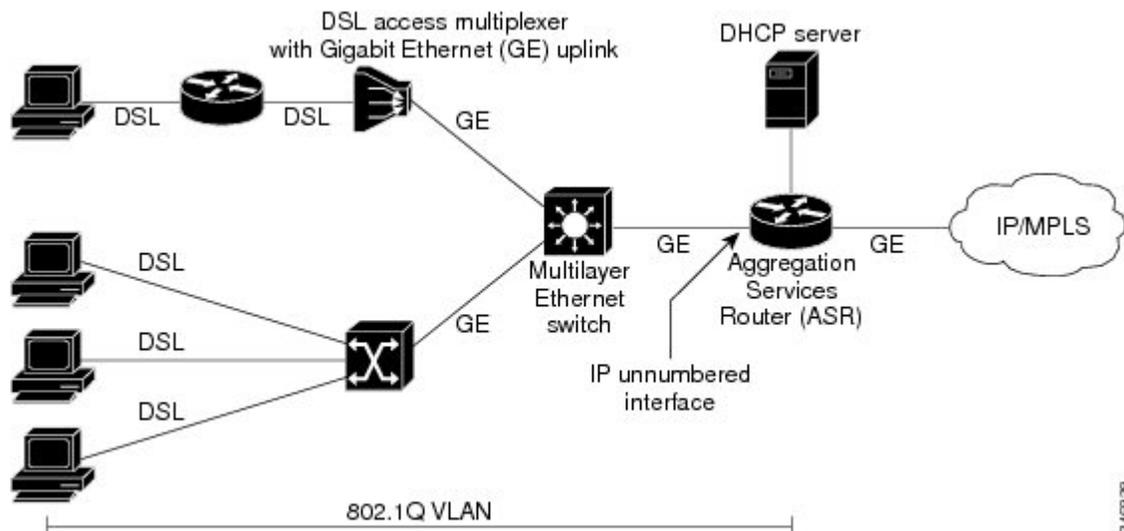 DSL access multiplexer
with Gigabit Ethernet (GE) uplink
DHCP server
DSL
DSL
GE
IP/MPLS
DSL
GE
GE
Multilayer
Ethernet
switch
Aggregation
Services
Router (ASR)
DSL
GE
IP unnumbered
interface
DSL
802.1Q VLAN